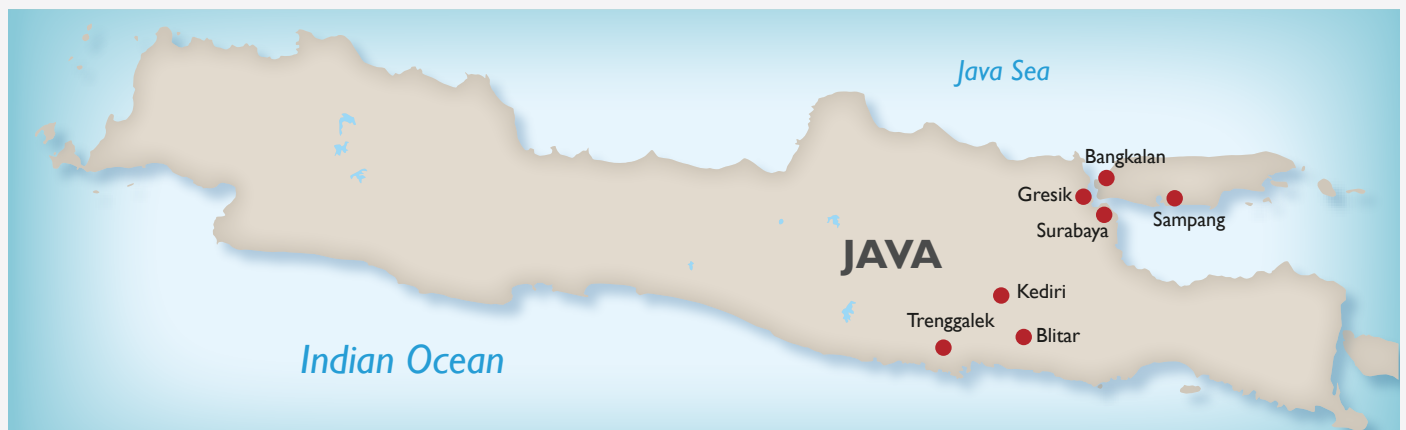 Java Sea
Bangkalan
Gresik
Sampang
Surabaya
JAVA
Kediri
Trenggalek
Blitar
Indian Ocean